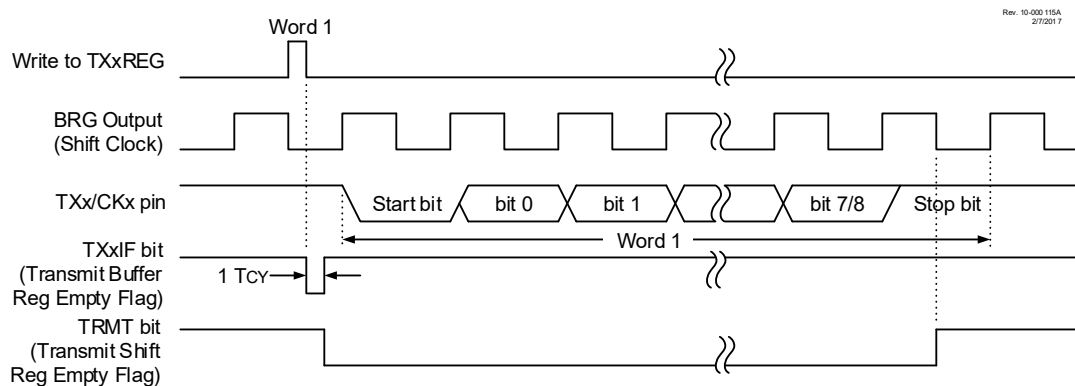 Rev. 10-000 115A
2/7/201 7
Word 1
Write to TXxREG
BRG Output
(Shift Clock)
TXx/CKx pin
Start bit
bit 0
bit 1
bit 7/8
Stop bit
Word 1
TXxIF bit
(Transmit Buffer
Reg Empty Flag)
1 TCY
TRMT bit
(Transmit Shift
Reg Empty Flag)